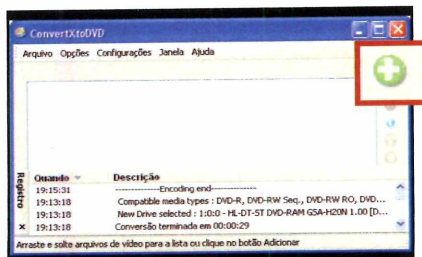 ConvertXtoDVD
Arquivo Opções Configurações Janela Ajuda
Registro
Quando Descrição
19:15:31 --------------Encoding end--------------
19:13:18 Compatible media types : DVD-R, DVD-RW Seq., DVD-RW RO, DVD...
19:13:18 New Drive selected : 1:0:0 - HL-DT-ST DVD-RAM GSA-H20N 1.00 [D...
19:13:18 Conversão terminada em 00:00:29
Arraste e solte arquivos de vídeo para a lista ou clique no botão Adicionar